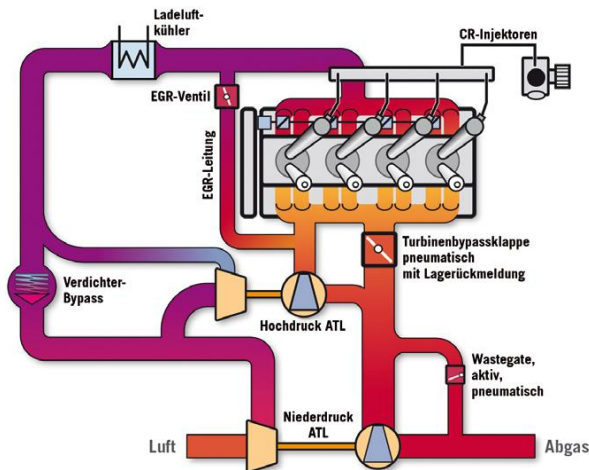 Ladeluft-
kühler
CR-Injektoren
EGR-Ventil
EGR-Leitung
Turbinenbypassklappe
pneumatisch
mit Lagerückmeldung
Verdichter-
Bypass
Hochdruck ATL
Wastegate,
aktiv,
pneumatisch
Niederdruck
ATL
Luft
Abgas